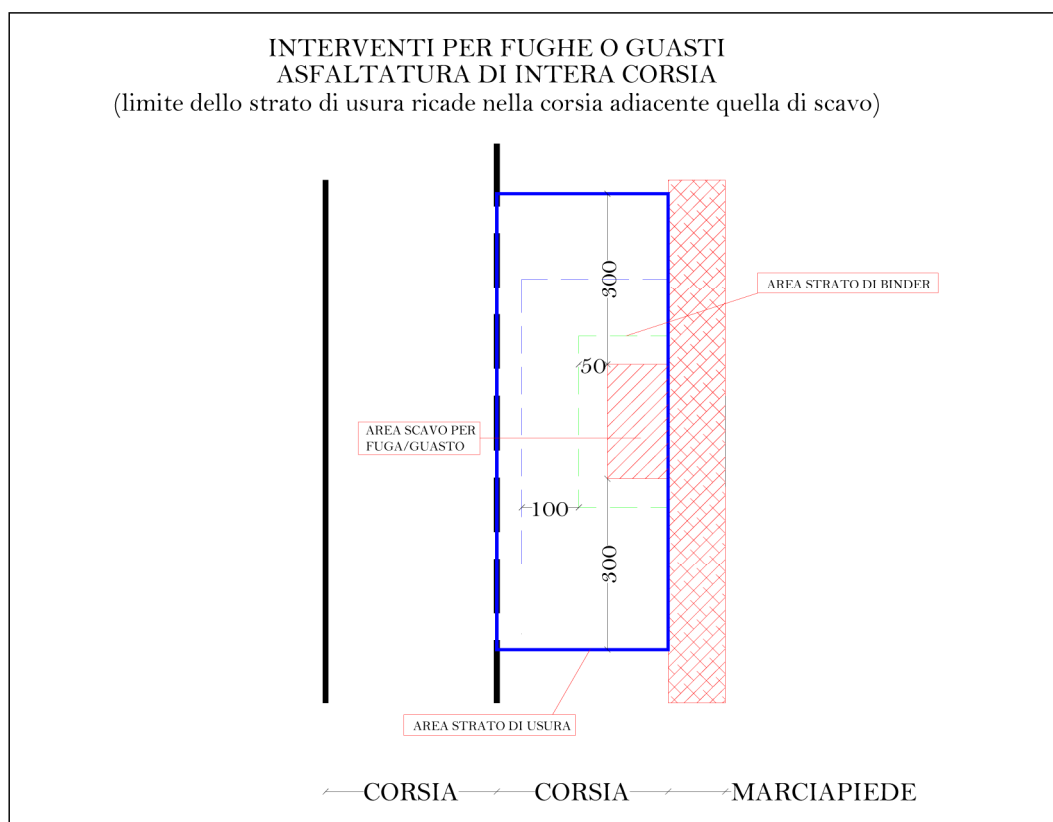 INTERVENTI PER FUGHE O GUASTI
ASFALTATURA DI INTERA CORSIA
(limite dello strato di usura ricade nella corsia adiacente quella di scavo)
300
AREA STRATO DI BINDER
50
AREA SCAVO PER
FUGA/GUASTO
100
300
AREA STRATO DI USURA
CORSIA
CORSIA
MARCIAPIEDE